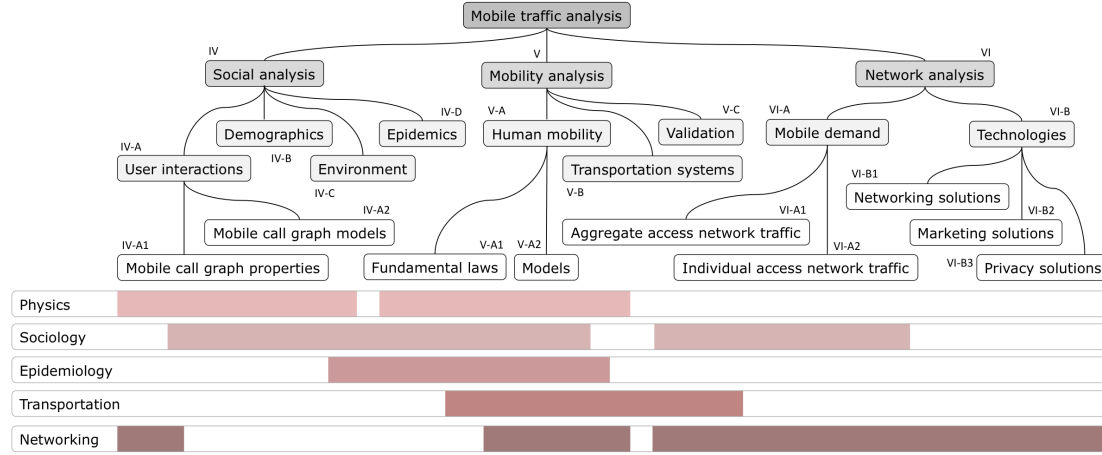 Mobile traffic analysis
IV
V
VI
Social analysis
Mobility analysis
Network analysis
IV-D
V-A
V-C
VI-A
VI-B
Demographics
Epidemics
Human mobility
Validation
Mobile demand
Technologies
IV-A
IV-B
User interactions
Environment
Transportation systems
IV-C
V-B
VI-B1
Networking solutions
IV-A2
VI-A1
VI-B2
Mobile call graph models
Aggregate access network traffic
Marketing solutions
IV-A1
V-A1
V-A2
VI-A2
VI-B3
Mobile call graph properties
Fundamental laws
Models
Individual access network traffic
Privacy solutions
Physics
Sociology
Epidemiology
Transportation
Networking